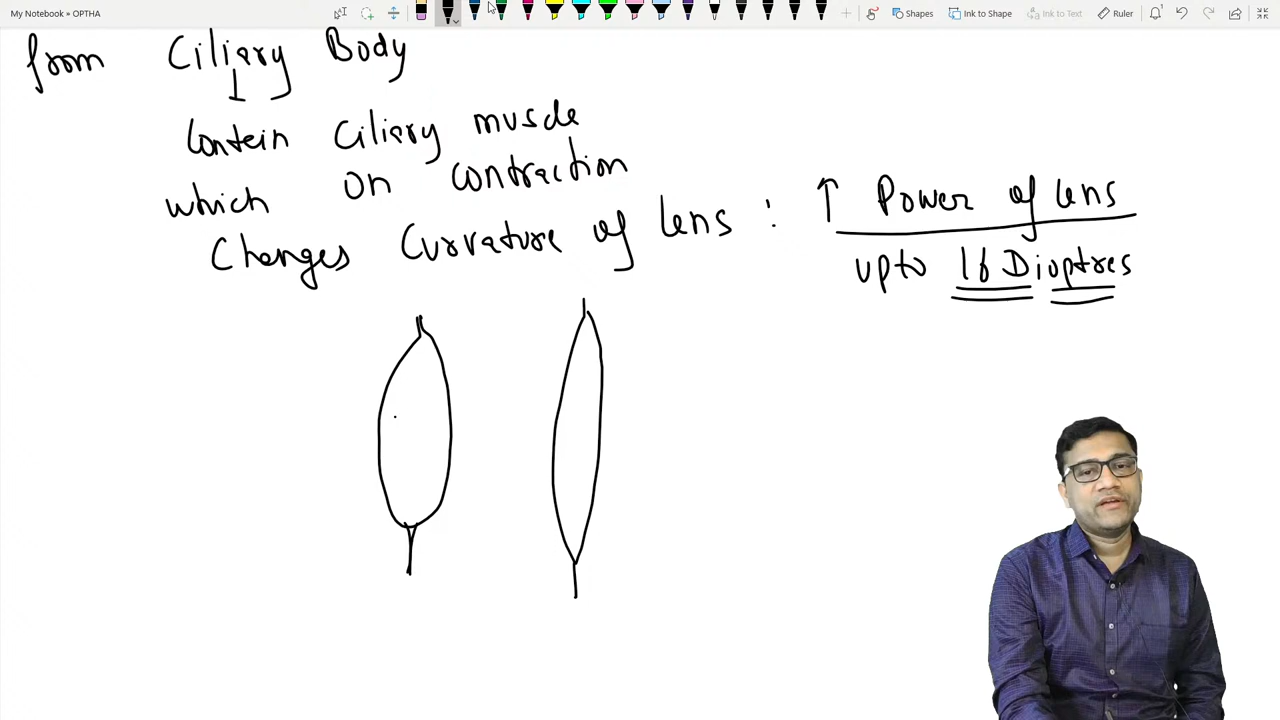 My Notebook » OPTHA
Shapes
Ink to Shape
Ink to Text
Ruler
from Ciliary Body
Contein Ciliary muscle
which on contraction
Changes Curvature of lens : ↑ Power of lens
upto 16 Dioptres